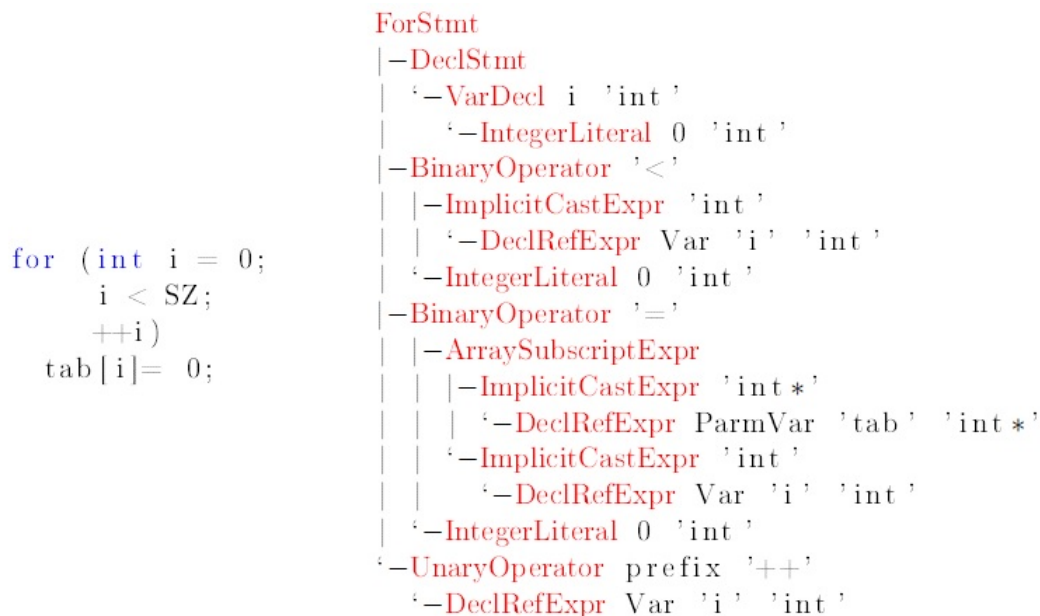 for (int i = 0;
i < SZ;
++i)
tab[i]= 0;
ForStmt
|−DeclStmt
| ‘−VarDecl i ’int’
|   ‘−IntegerLiteral 0 ’int’
|−BinaryOperator ’<’
| |−ImplicitCastExpr ’int’
| | ‘−DeclRefExpr Var ’i’ ’int’
| ‘−IntegerLiteral 0 ’int’
|−BinaryOperator ’=’
| |−ArraySubscriptExpr
| | |−ImplicitCastExpr ’int*’
| | | ‘−DeclRefExpr ParmVar ’tab’ ’int*’
| | ‘−ImplicitCastExpr ’int’
| |   ‘−DeclRefExpr Var ’i’ ’int’
| ‘−IntegerLiteral 0 ’int’
‘−UnaryOperator prefix ’++’
  ‘−DeclRefExpr Var ’i’ ’int’